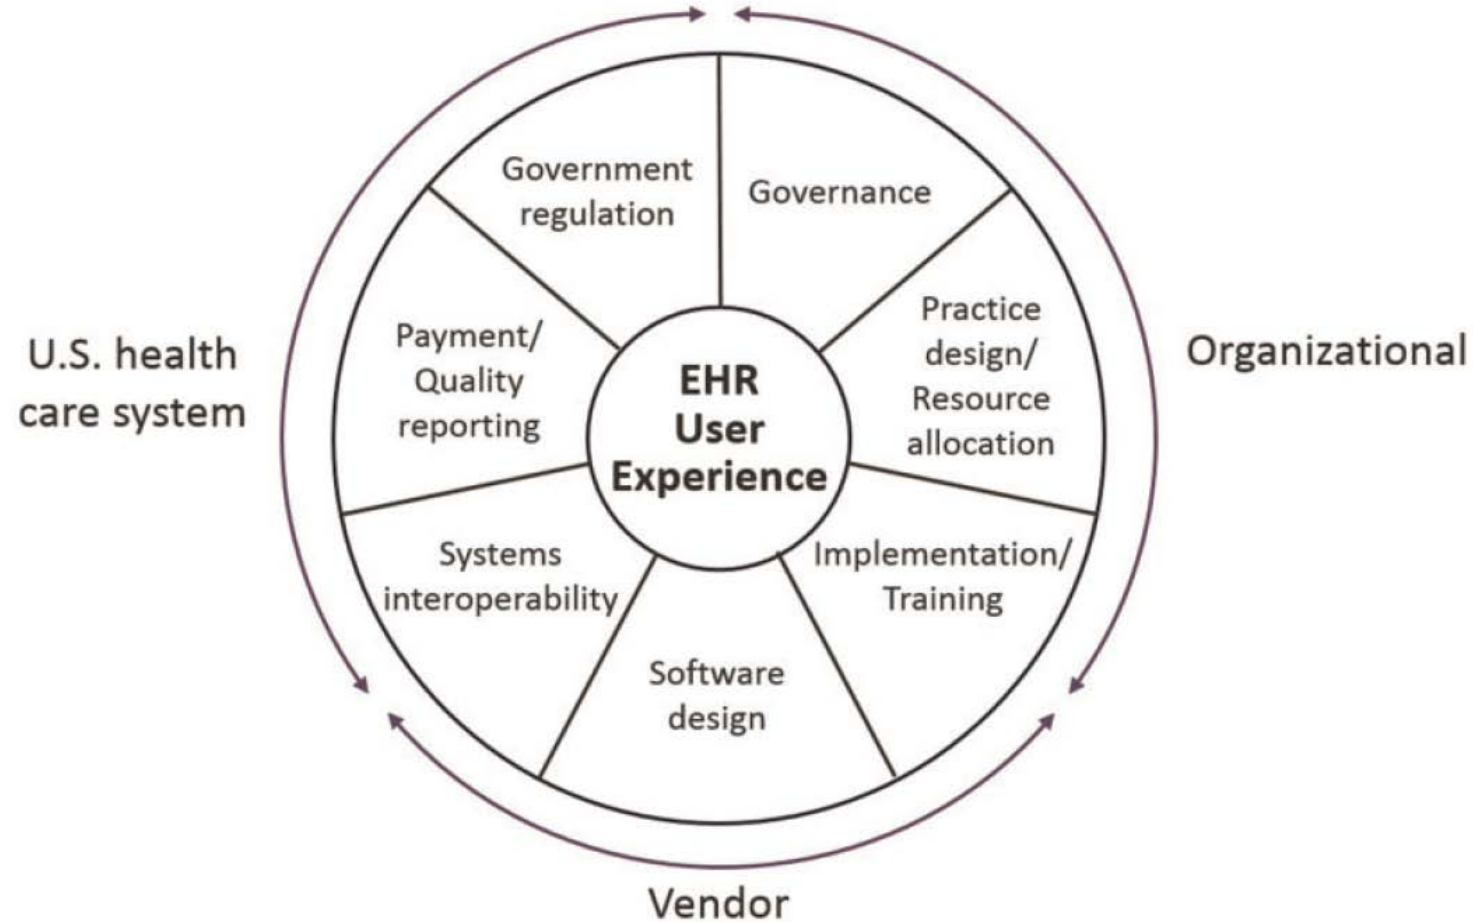 Government
regulation
Governance
Practice
design/
Resource
allocation
Implementation/
Training
Software
design
Systems
interoperability
Payment/
Quality
reporting
EHR
User
Experience
U.S. health
care system
Organizational
Vendor